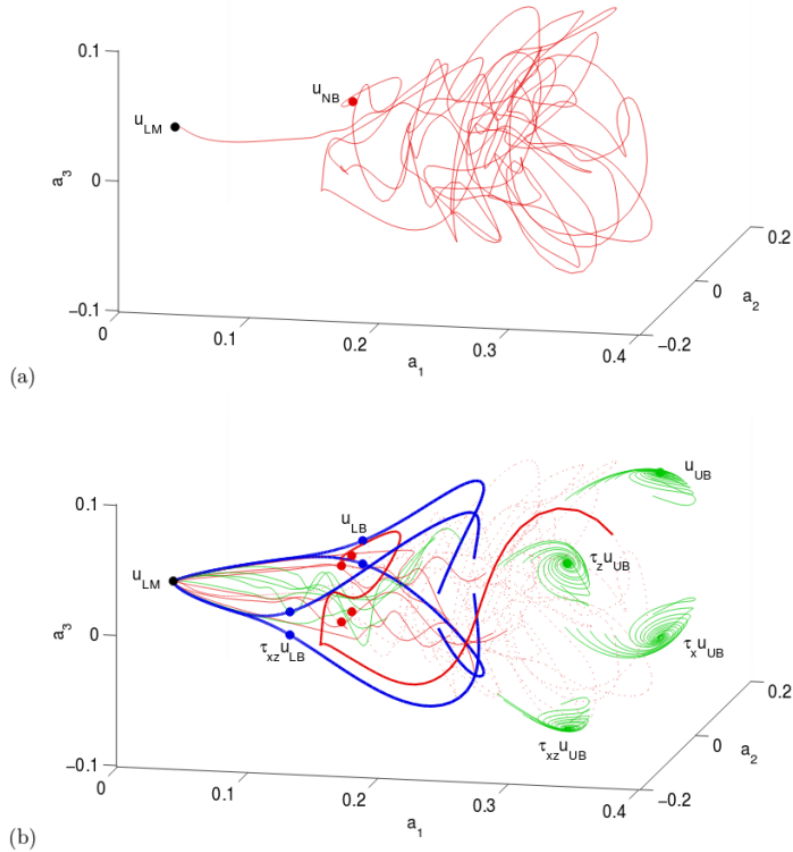 0.1
u_NB
u_LM
a_3
0
0.2
0
a_2
−0.1
0
0.1
0.2
0.3
0.4
−0.2
a_1
(a)
u_UB
0.1
u_LB
τ_z u_UB
u_LM
a_3
0
τ_xz u_LB
τ_x u_UB
0.2
τ_xz u_UB
0
a_2
−0.1
0
0.1
0.2
0.3
0.4
−0.2
a_1
(b)